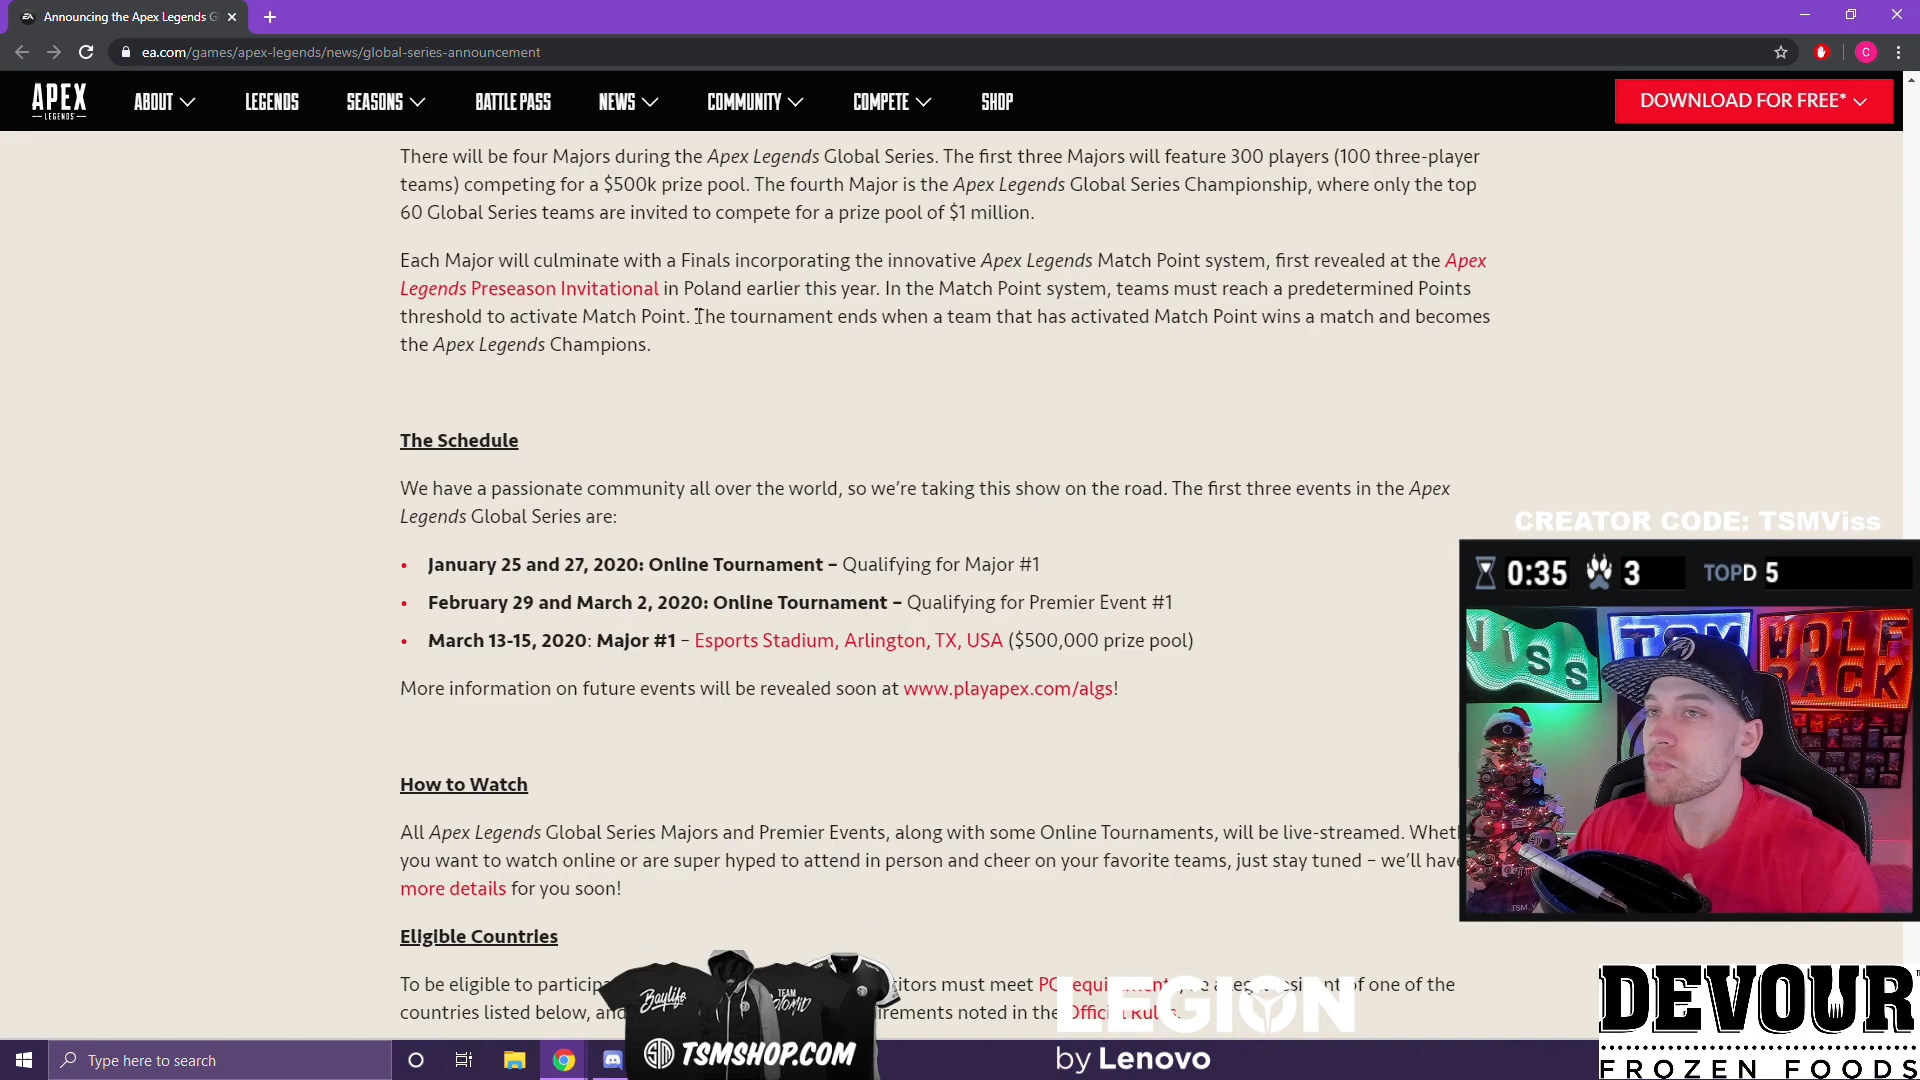 Announcing the Apex Legends G
ea.com/games/apex-legends/news/global-series-announcement
C
APEX
LEGENDS
ABOUT
LEGENDS
SEASONS
BATTLE PASS
NEWS
COMMUNITY
COMPETE
SHOP
DOWNLOAD FOR FREE*
There will be four Majors during the Apex Legends Global Series. The first three Majors will feature 300 players (100 three-player
teams) competing for a $500k prize pool. The fourth Major is the Apex Legends Global Series Championship, where only the top
60 Global Series teams are invited to compete for a prize pool of $1 million.
Each Major will culminate with a Finals incorporating the innovative Apex Legends Match Point system, first revealed at the Apex
Legends Preseason Invitational in Poland earlier this year. In the Match Point system, teams must reach a predetermined Points
threshold to activate Match Point. The tournament ends when a team that has activated Match Point wins a match and becomes
the Apex Legends Champions.
The Schedule
We have a passionate community all over the world, so we're taking this show on the road. The first three events in the Apex
Legends Global Series are:
• January 25 and 27, 2020: Online Tournament – Qualifying for Major #1
• February 29 and March 2, 2020: Online Tournament – Qualifying for Premier Event #1
• March 13-15, 2020: Major #1 – Esports Stadium, Arlington, TX, USA ($500,000 prize pool)
More information on future events will be revealed soon at www.playapex.com/algs!
How to Watch
All Apex Legends Global Series Majors and Premier Events, along with some Online Tournaments, will be live-streamed. Wheth
you want to watch online or are super hyped to attend in person and cheer on your favorite teams, just stay tuned – we'll have
more details for you soon!
Eligible Countries
To be eligible to participa itors must meet PC of one of the
countries listed below, and irements noted in the Official Rules.
CREATOR CODE: TSMViss
0:35 3 TOPD 5
VISS
TSM
WOLF
PACK
Baylife
TEAM
SOLOMID
TSMSHOP.COM
LEGION
by Lenovo
DEVOUR
FROZEN FOODS
Type here to search